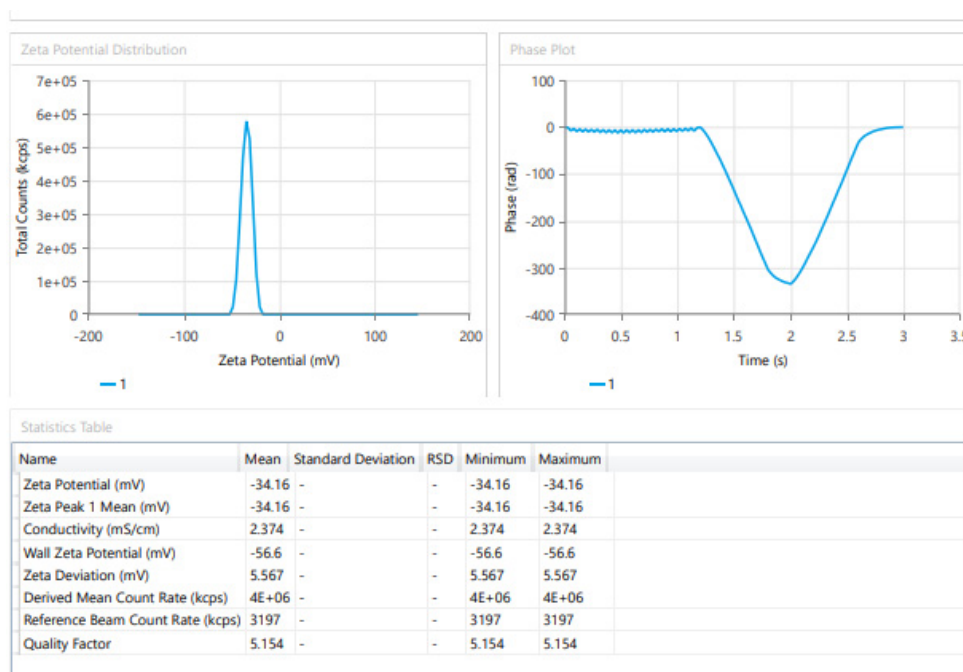 Zeta Potential Distribution
Total Counts (kcps)
7e+05
6e+05
5e+05
4e+05
3e+05
2e+05
1e+05
0
-200 -100 0 100 200
Zeta Potential (mV)
1
Phase Plot
Phase (rad)
100
0
-100
-200
-300
-400
0 0.5 1 1.5 2 2.5 3 3.5
Time (s)
1
Statistics Table
Name Mean Standard Deviation RSD Minimum Maximum
Zeta Potential (mV) -34.16 - - -34.16 -34.16
Zeta Peak 1 Mean (mV) -34.16 - - -34.16 -34.16
Conductivity (mS/cm) 2.374 - - 2.374 2.374
Wall Zeta Potential (mV) -56.6 - - -56.6 -56.6
Zeta Deviation (mV) 5.567 - - 5.567 5.567
Derived Mean Count Rate (kcps) 4E+06 - - 4E+06 4E+06
Reference Beam Count Rate (kcps) 3197 - - 3197 3197
Quality Factor 5.154 - - 5.154 5.154